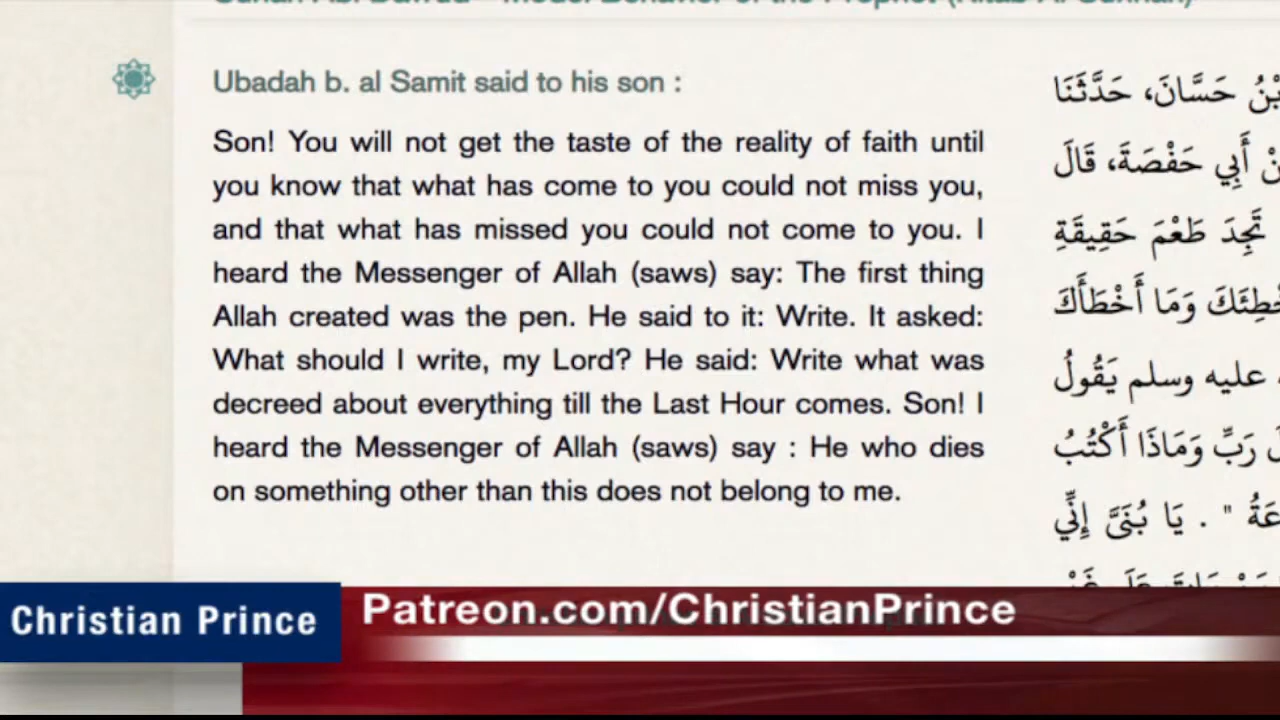 Ubadah b. al Samit said to his son :
Son! You will not get the taste of the reality of faith until
you know that what has come to you could not miss you,
and that what has missed you could not come to you. I
heard the Messenger of Allah (saws) say: The first thing
Allah created was the pen. He said to it: Write. It asked:
What should I write, my Lord? He said: Write what was
decreed about everything till the Last Hour comes. Son! I
heard the Messenger of Allah (saws) say : He who dies
on something other than this does not belong to me.
حَسَّانَ، حَدَّثَنَا
أَبِي حَفْصَةَ، قَالَ
تَجِدَ طَعْمَ حَقِيقَةِ
وَمَا أَخْطَأَكَ
عليه وسلم يَقُولُ
رَبِّ وَمَاذَا أَكْتُبُ
" . يَا بُنَىَّ إِنِّي
Christian Prince
Patreon.com/ChristianPrince